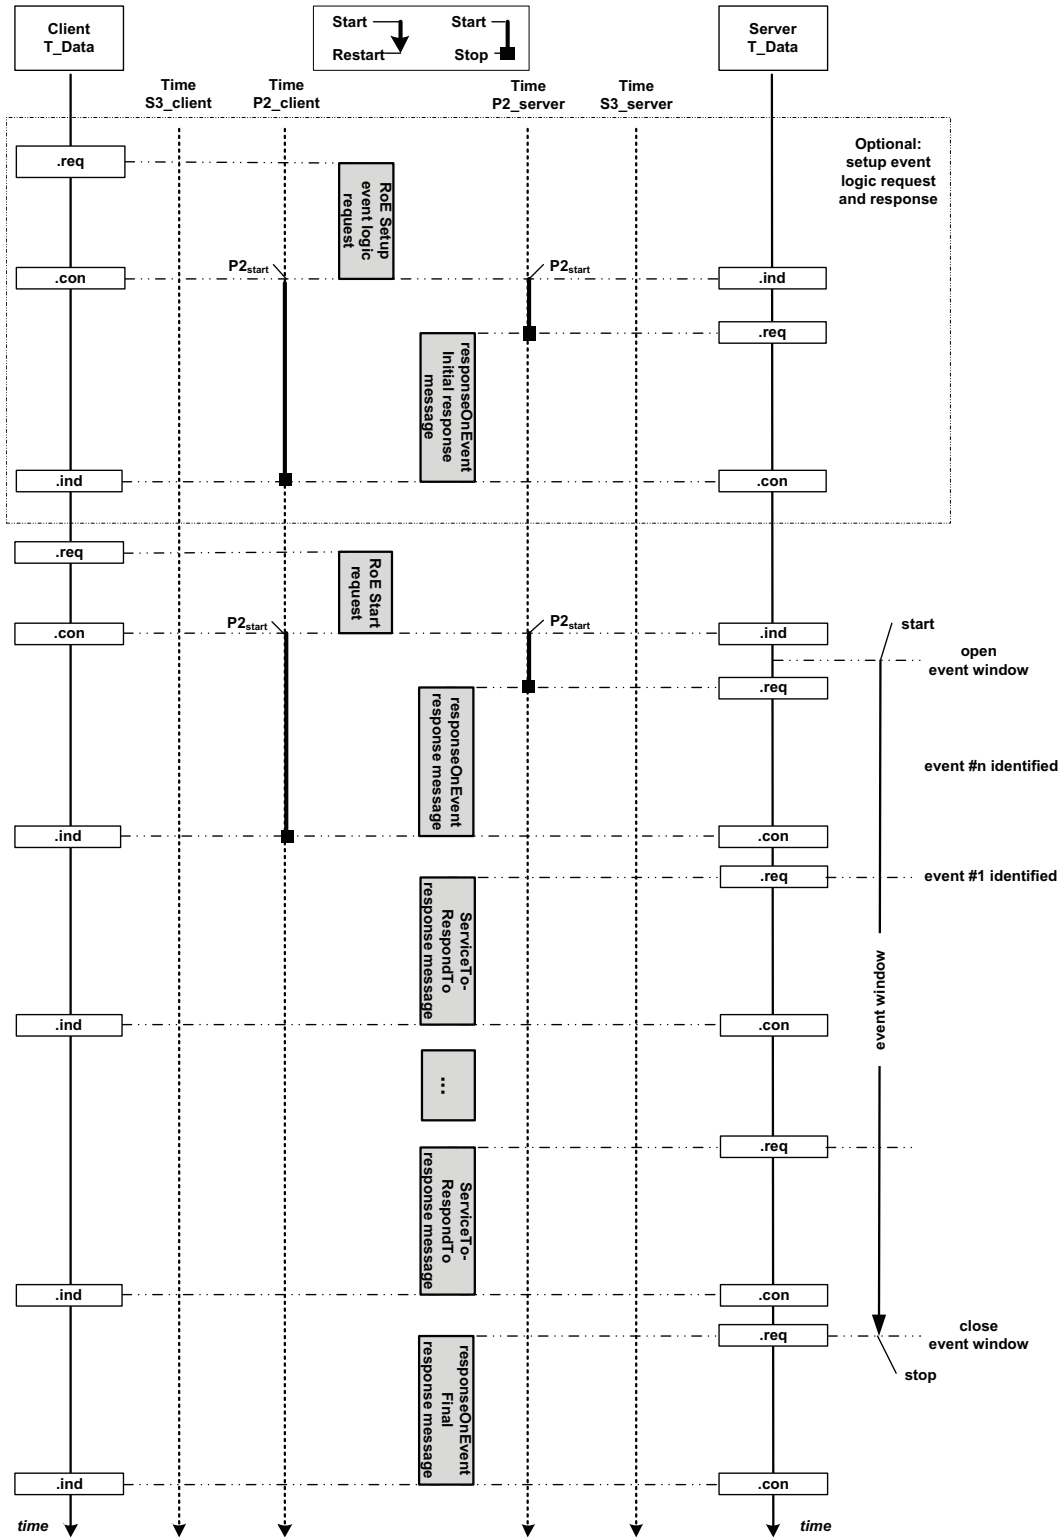 Client
T_Data
Start
Restart
Start
Stop
Server
T_Data
Time
S3_client
Time
P2_client
Time
P2_server
Time
S3_server
Optional:
setup event
logic request
and response
.req
RoE Setup
event logic
request
.con
P2start
P2start
.ind
.req
responseOnEvent
Initial response
message
.ind
.con
.req
RoE Start
request
.con
P2start
P2start
.ind
start
open
event window
.req
responseOnEvent
response message
event #n identified
.ind
.con
.req
event #1 identified
ServiceTo-
RespondTo
response message
event window
.ind
.con
...
.req
ServiceTo-
RespondTo
response message
.ind
.con
.req
close
event window
stop
responseOnEvent
Final
response message
.ind
.con
time
time